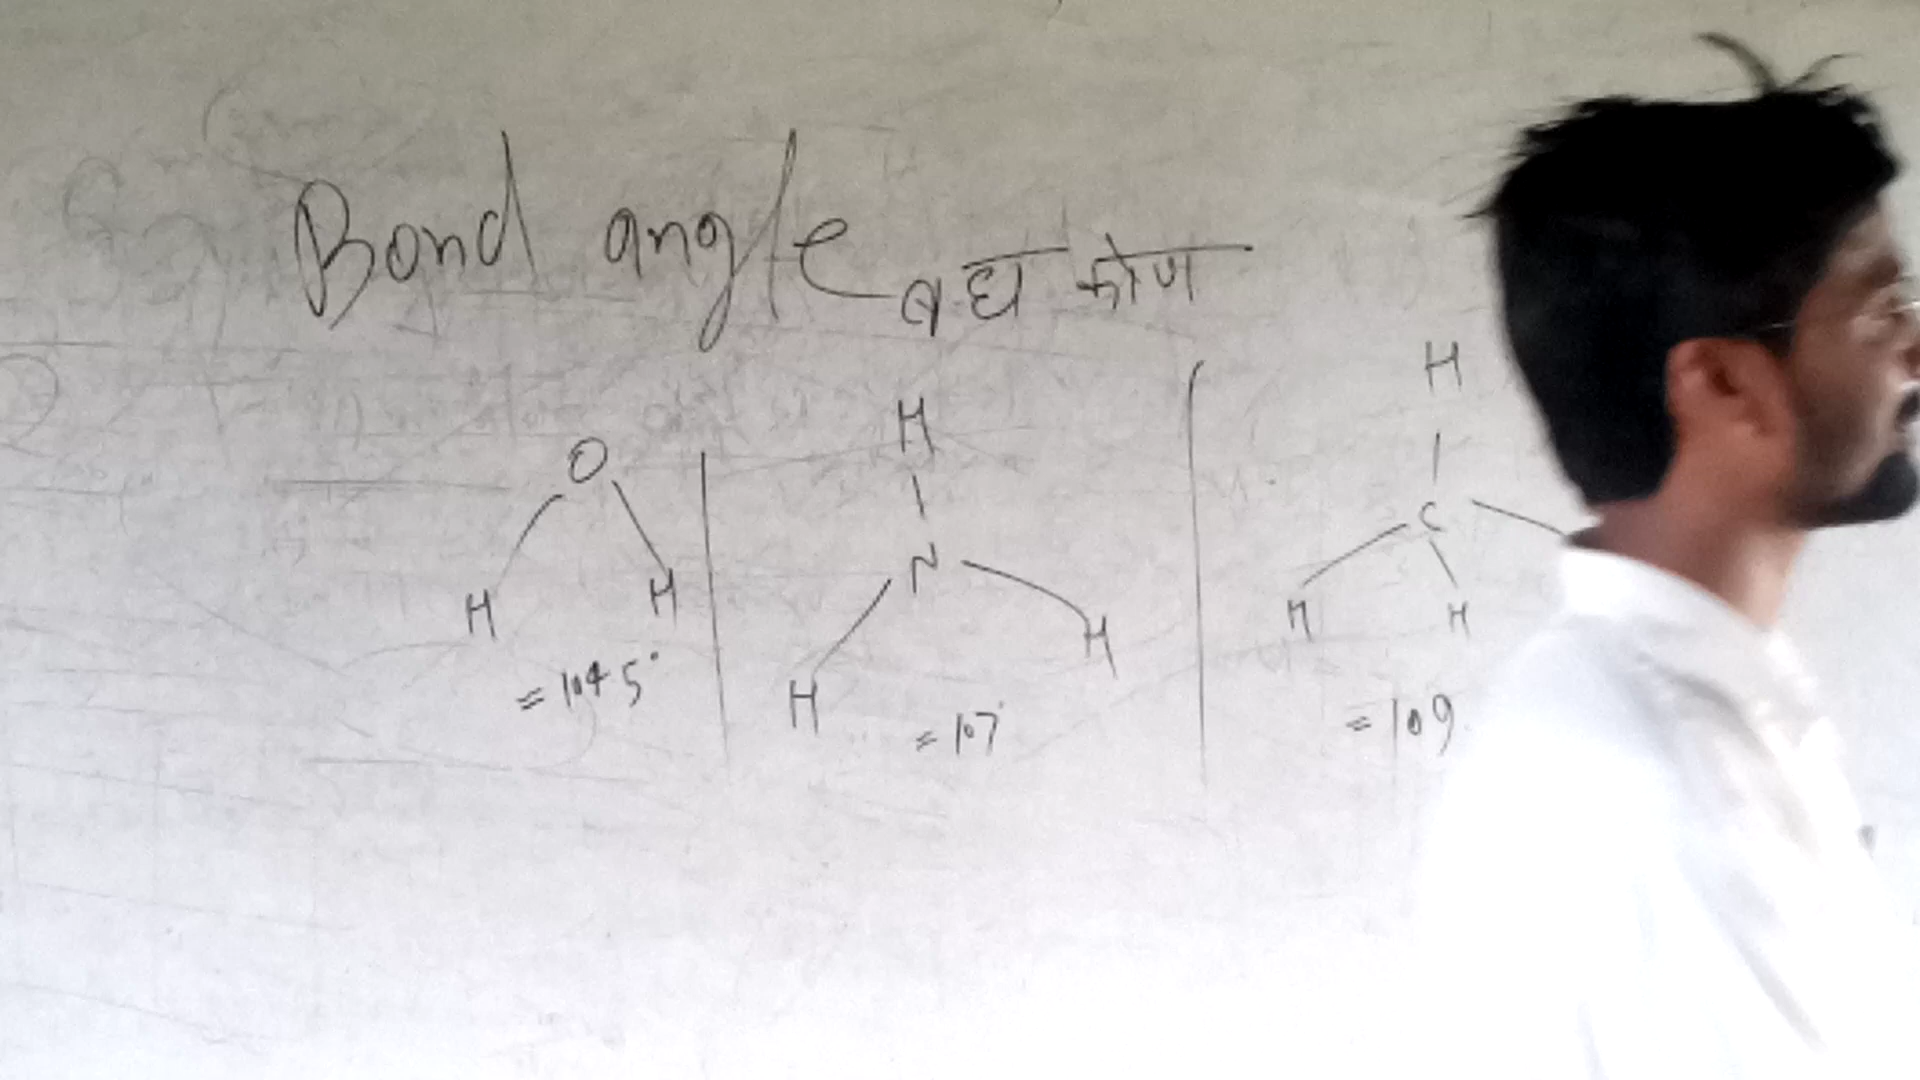 Bond angle बंध कोण
H H
O
N C
H H H H H
= 104.5° = 107° = 109